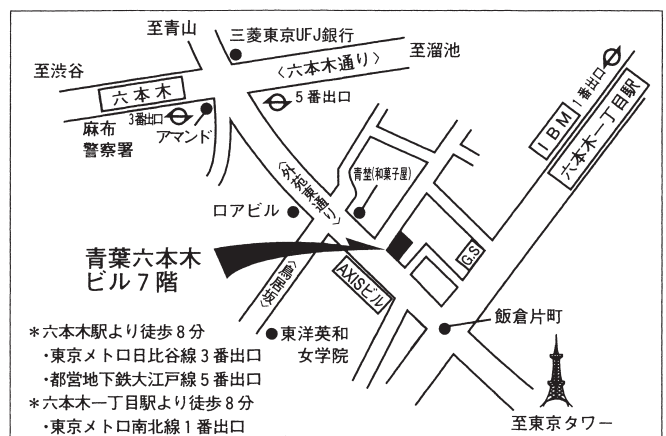 至青山
三菱東京UFJ銀行
至渋谷
〈六本木通り〉
至溜池
六本木
3番出口
5番出口
麻布
警察署
アマンド
IBM
1番出口
六本木一丁目駅
〈外苑東通り〉
青埜(和菓子屋)
ロアビル
青葉六本木
ビル7階
〈鳥居坂〉
AXISビル
G.S
飯倉片町
東洋英和
女学院
至東京タワー
＊六本木駅より徒歩8分
・東京メトロ日比谷線3番出口
・都営地下鉄大江戸線5番出口
＊六本木一丁目駅より徒歩8分
・東京メトロ南北線1番出口